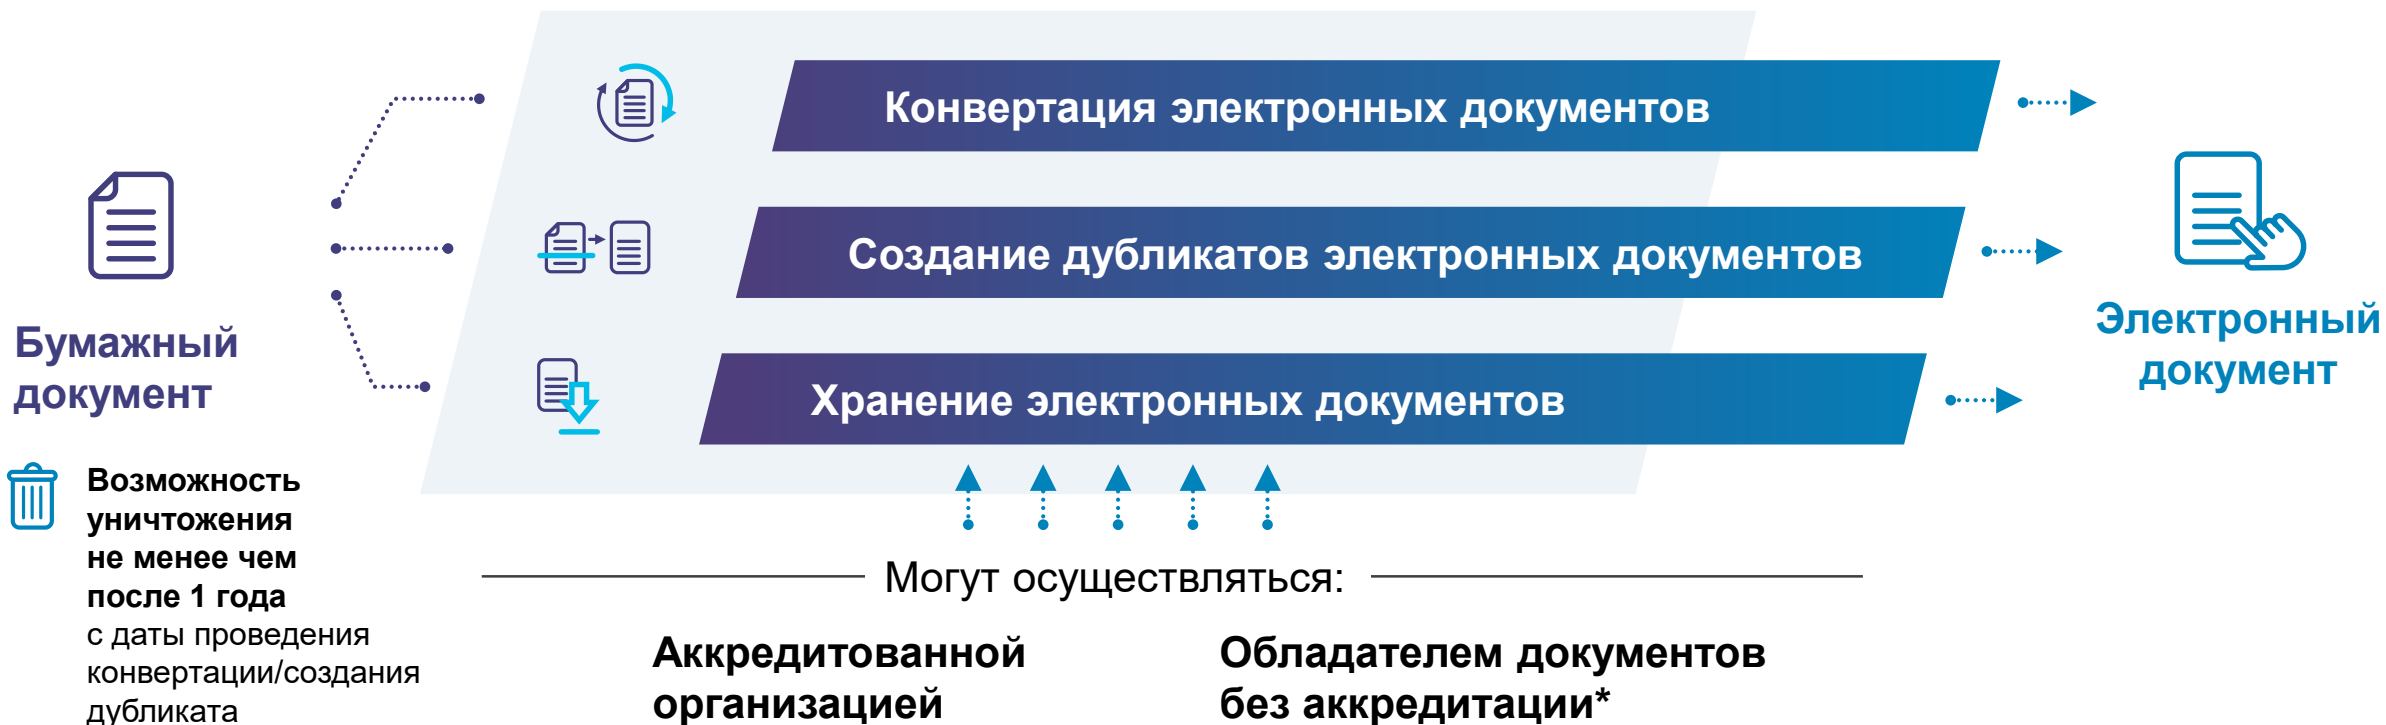 Конвертация электронных документов
Создание дубликатов электронных документов
Хранение электронных документов
Бумажный
документ
Электронный
документ
Возможность
уничтожения
не менее чем
после 1 года
с даты проведения
конвертации/создания
дубликата
Могут осуществляться:
Аккредитованной
организацией
Обладателем документов
без аккредитации*